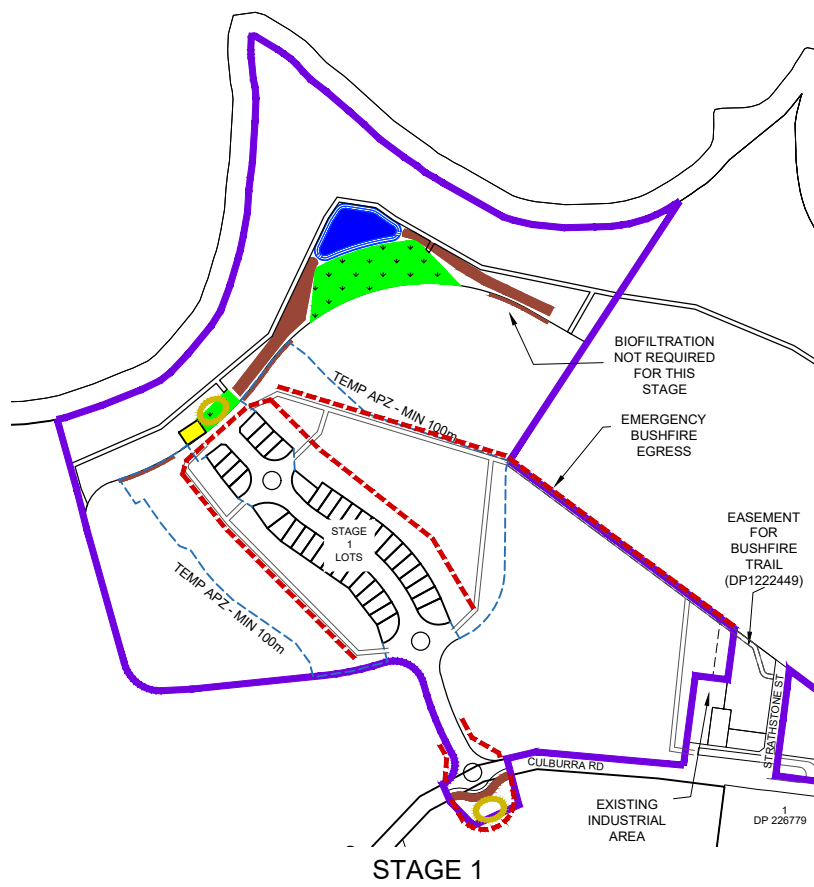 BIOFILTRATION
NOT REQUIRED
FOR THIS
STAGE
TEMP APZ - MIN 100m
EMERGENCY
BUSHFIRE
EGRESS
EASEMENT
FOR
BUSHFIRE
TRAIL
(DP1222449)
STAGE
1
LOTS
TEMP APZ - MIN 100m
STRATHSTONE ST
CULBURRA RD
EXISTING
INDUSTRIAL
AREA
1
DP 226779
STAGE 1